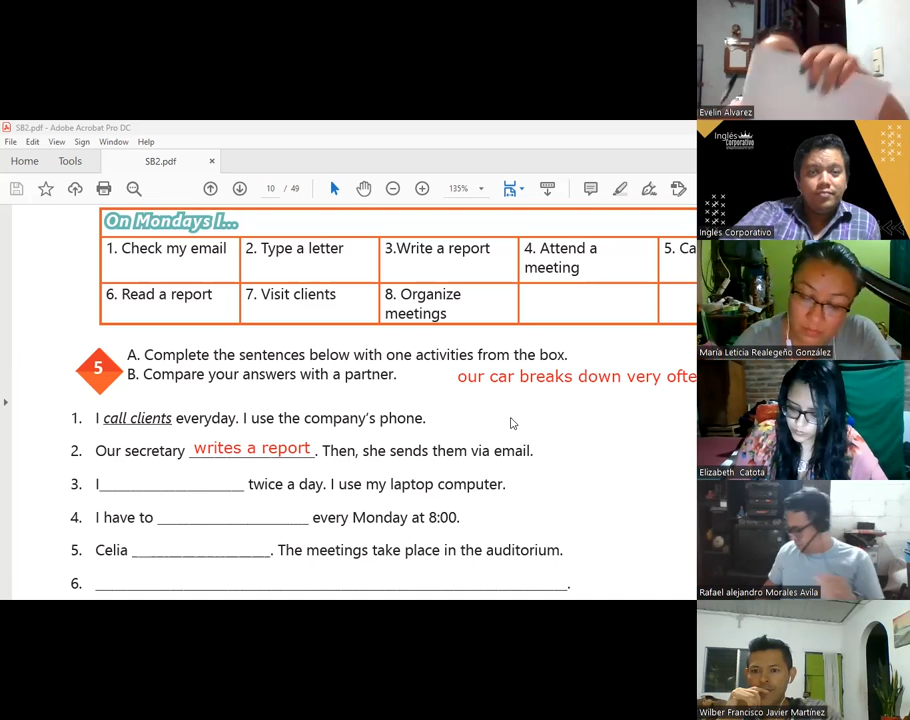 SB2.pdf - Adobe Acrobat Pro DC
File Edit View Sign Window Help
Home Tools SB2.pdf ×
10 / 49 135%
On Mondays I...
1. Check my email 2. Type a letter 3.Write a report 4. Attend a meeting 5. Ca
6. Read a report 7. Visit clients 8. Organize meetings
5
A. Complete the sentences below with one activities from the box.
B. Compare your answers with a partner.
our car breaks down very ofte
1. I call clients everyday. I use the company's phone.
2. Our secretary writes a report. Then, she sends them via email.
3. I________________ twice a day. I use my laptop computer.
4. I have to _________________ every Monday at 8:00.
5. Celia ________________. The meetings take place in the auditorium.
6. ______________________________________________________.
Evelin Alvarez
Inglés Corporativo
Inglés Corporativo
María Leticia Realegeño González
Elizabeth Catota
Rafael alejandro Morales Avila
Wilber Francisco Javier Martínez